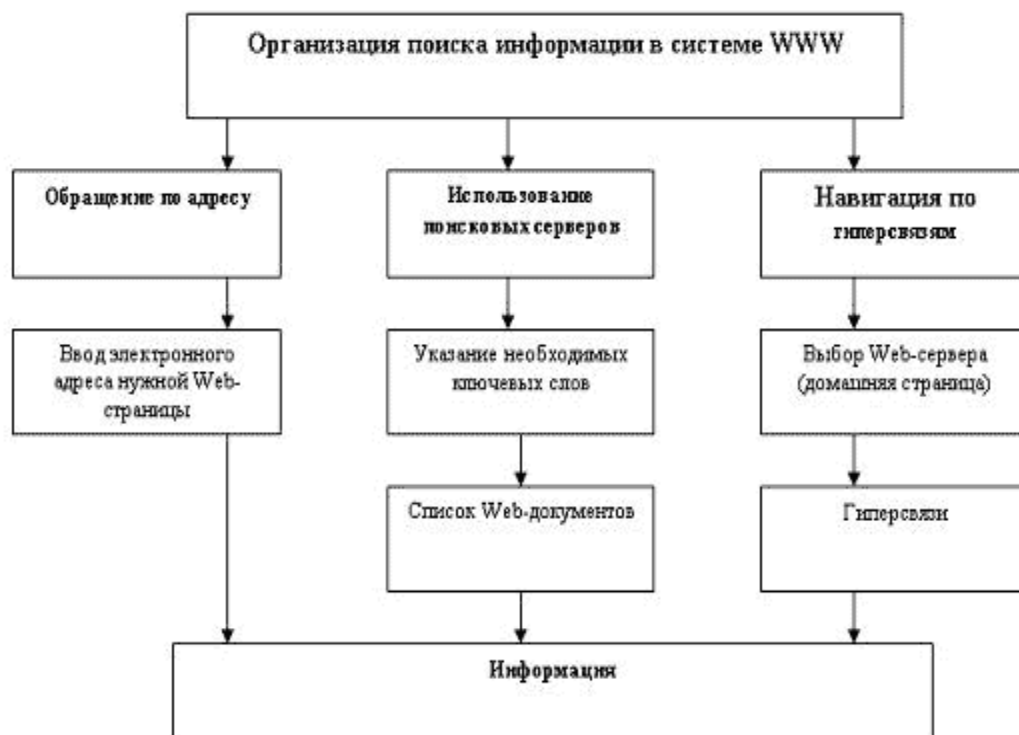 Организация поиска информации в системе WWW
Обращение по адресу
Использование
поисковых серверов
Навигация по
гиперсвязям
Ввод электронного
адреса нужной Web-
страницы
Указание необходимых
ключевых слов
Выбор Web-сервера
(домашняя страница)
Список Web-документов
Гиперсвязи
Информация